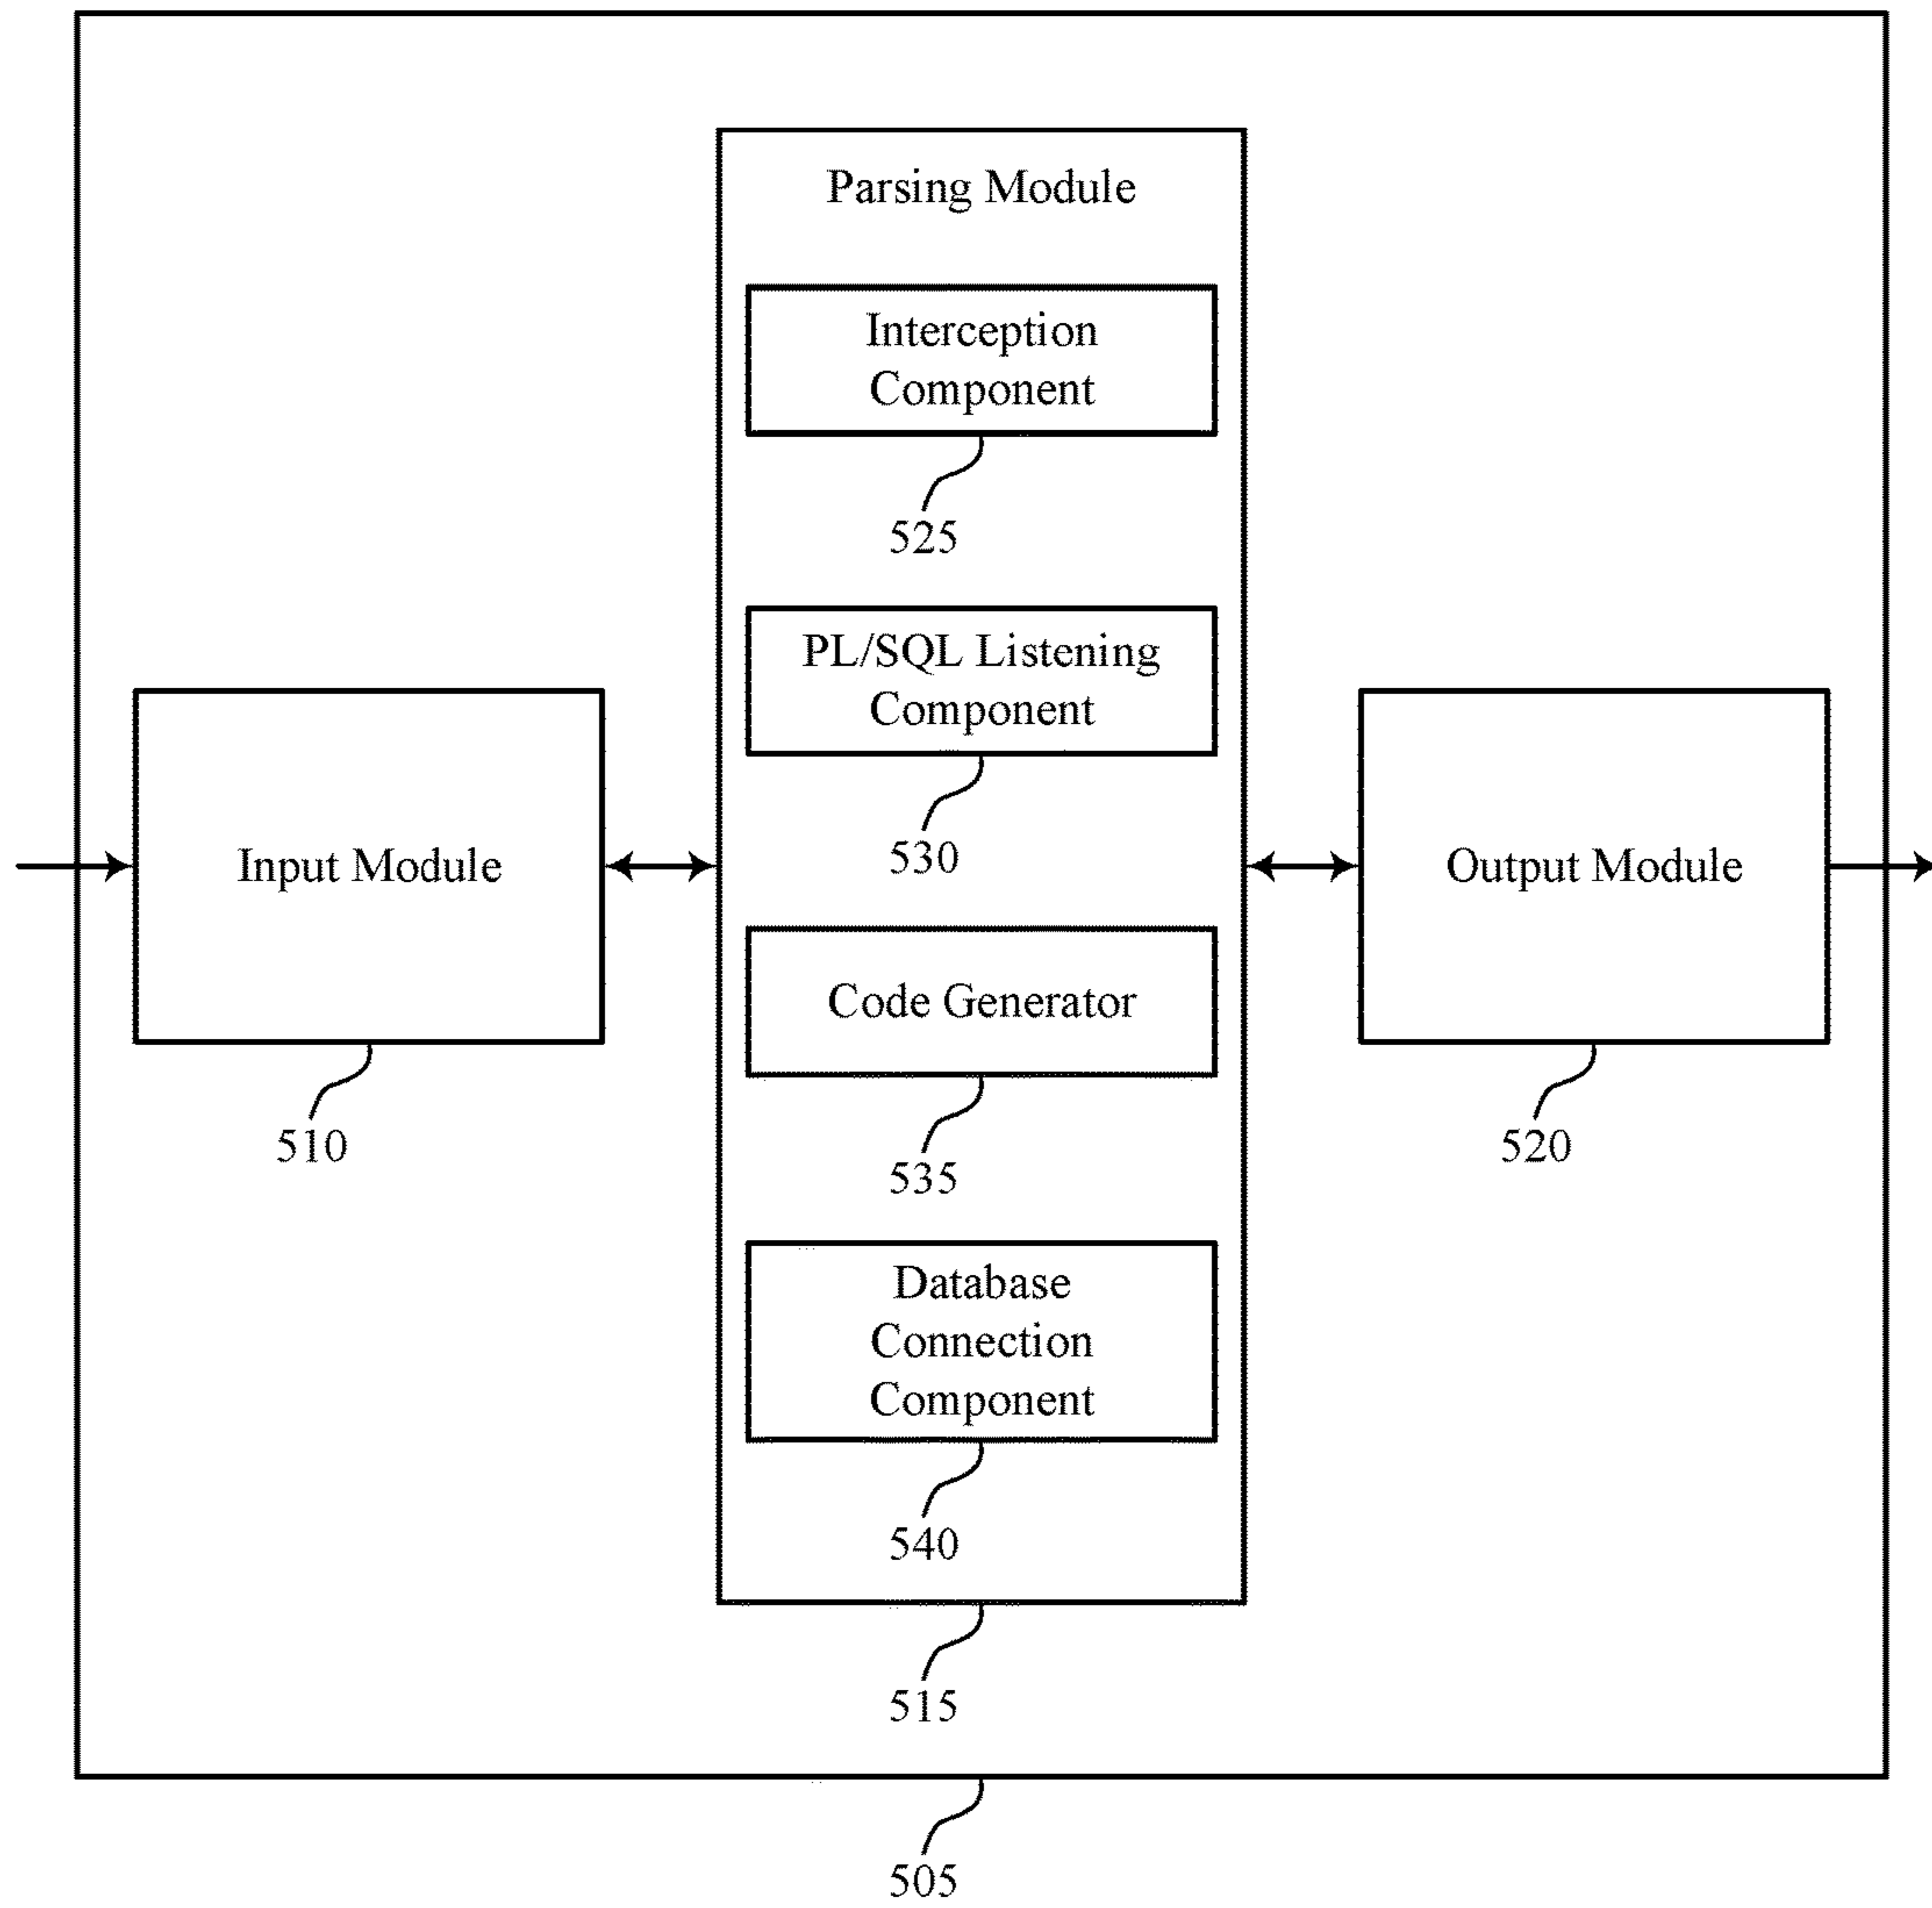 Parsing Module
Interception
Component
525
PL/SQL Listening
Component
530
Input Module
510
Code Generator
535
Output Module
520
Database
Connection
Component
540
515
505